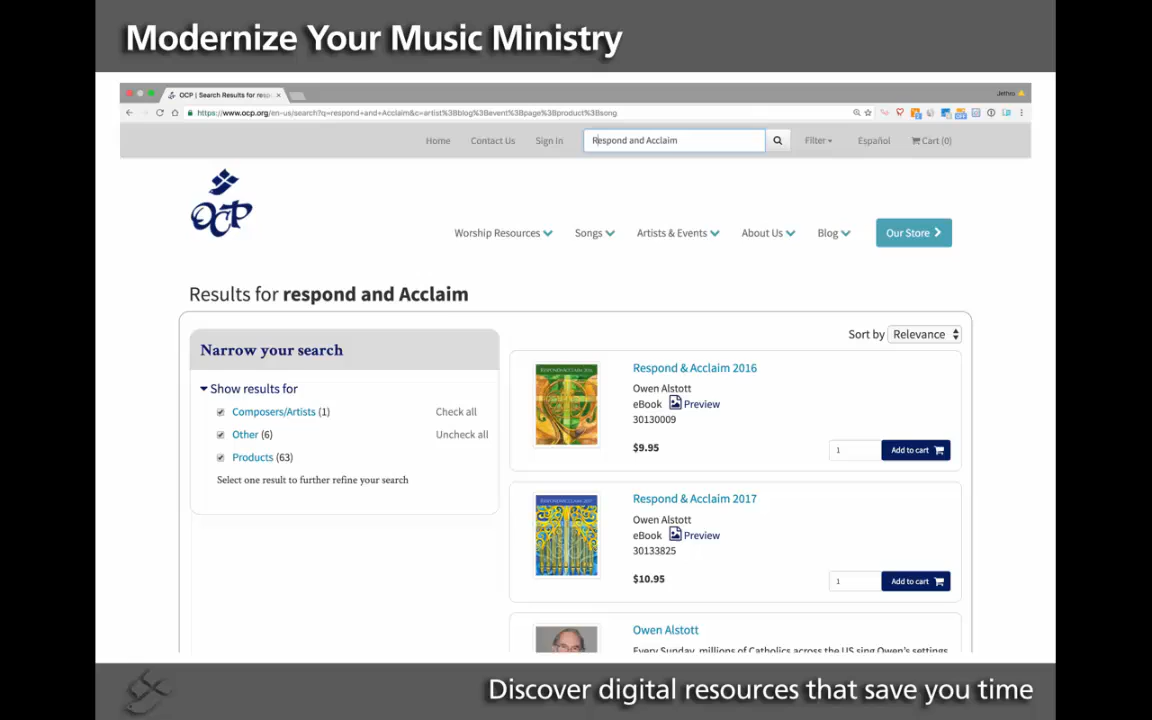 Modernize Your Music Ministry
OCP | Search Results for resp
Jethro
https://www.ocp.org/en-us/search?q=respond+and+Acclaim&c=artist%3Bblog%3Bevent%3Bpage%3Bproduct%3Bsong
Home Contact Us Sign In Respond and Acclaim Filter Español Cart (0)
OCP
Worship Resources Songs Artists & Events About Us Blog Our Store
Results for respond and Acclaim
Sort by Relevance
Narrow your search
Show results for
Composers/Artists (1) Check all
Other (6) Uncheck all
Products (63)
Select one result to further refine your search
Respond & Acclaim 2016
Owen Alstott
eBook Preview
30130009
$9.95
1 Add to cart
Respond & Acclaim 2017
Owen Alstott
eBook Preview
30133825
$10.95
1 Add to cart
Owen Alstott
Every Sunday, millions of Catholics across the US sing Owen's settings
Discover digital resources that save you time